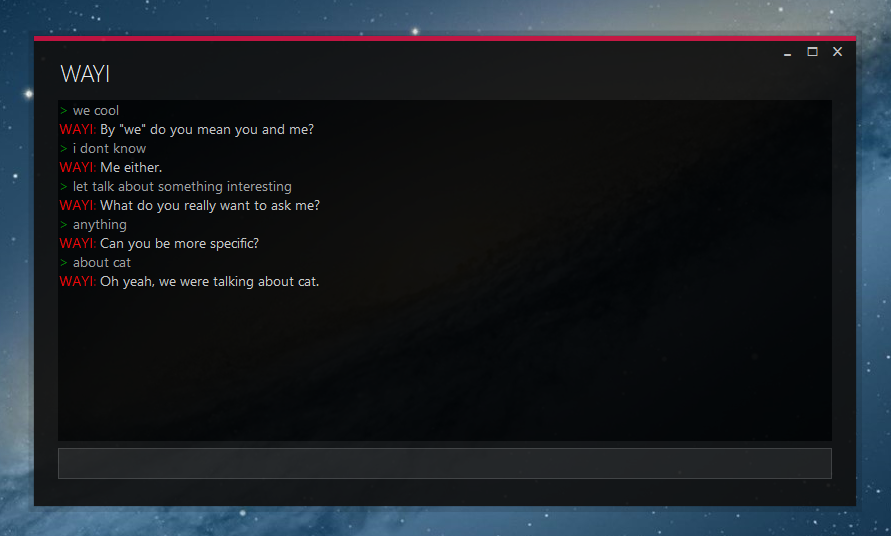 WAYI
> we cool
WAYI: By "we" do you mean you and me?
> i dont know
WAYI: Me either.
> let talk about something interesting
WAYI: What do you really want to ask me?
> anything
WAYI: Can you be more specific?
> about cat
WAYI: Oh yeah, we were talking about cat.